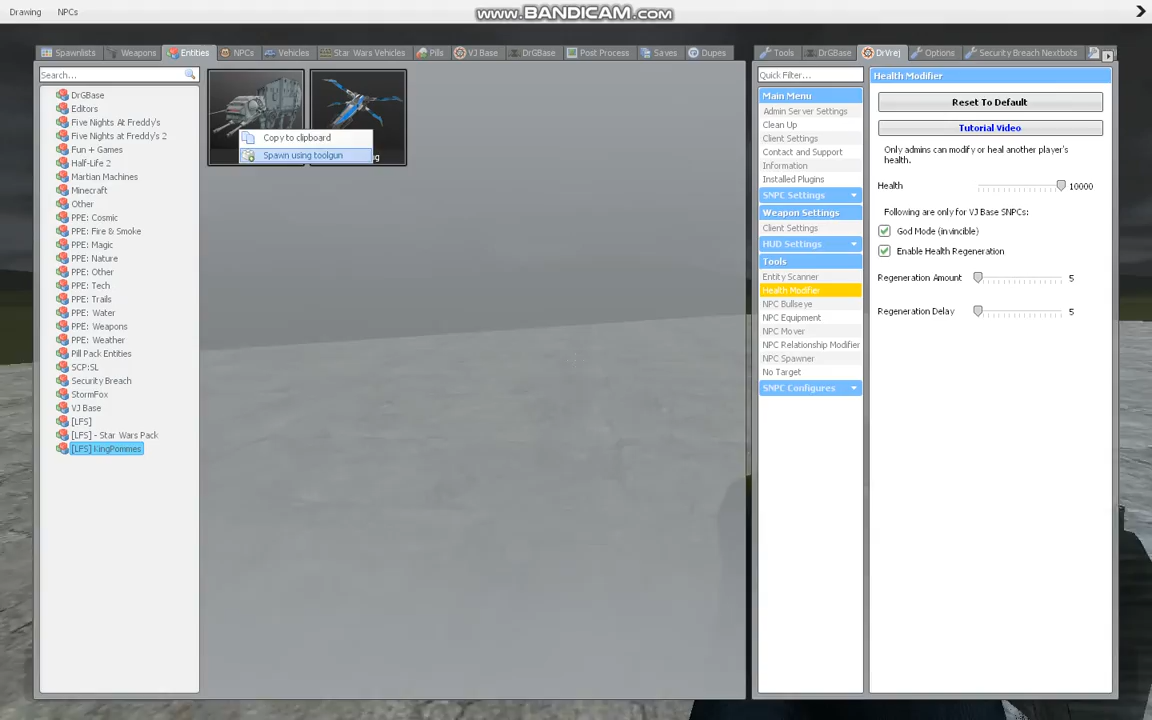 Drawing NPCs
www.BANDICAM.com
Spawnlists Weapons Entities NPCs Vehicles Star Wars Vehicles Pills VJ Base DrGBase Post Process Saves Dupes
Tools DrGBase DrVrej Options Security Breach Nextbots
Search...
DrGBase
Editors
Five Nights At Freddy's
Five Nights at Freddy's 2
Fun + Games
Half-Life 2
Martian Machines
Minecraft
Other
PPE: Cosmic
PPE: Fire & Smoke
PPE: Magic
PPE: Nature
PPE: Other
PPE: Tech
PPE: Trails
PPE: Water
PPE: Weapons
PPE: Weather
Pill Pack Entities
SCP:SL
Security Breach
StormFox
VJ Base
[LFS]
[LFS] - Star Wars Pack
[LFS] KingPommes
Copy to clipboard
Spawn using toolgun
Quick Filter...
Main Menu
Admin Server Settings
Clean Up
Client Settings
Contact and Support
Information
Installed Plugins
SNPC Settings
Weapon Settings
Client Settings
HUD Settings
Tools
Entity Scanner
Health Modifier
NPC Bullseye
NPC Equipment
NPC Mover
NPC Relationship Modifier
NPC Spawner
No Target
SNPC Configures
Health Modifier
Reset To Default
Tutorial Video
Only admins can modify or heal another player's
health.
Health 10000
Following are only for VJ Base SNPCs:
God Mode (invincible)
Enable Health Regeneration
Regeneration Amount 5
Regeneration Delay 5